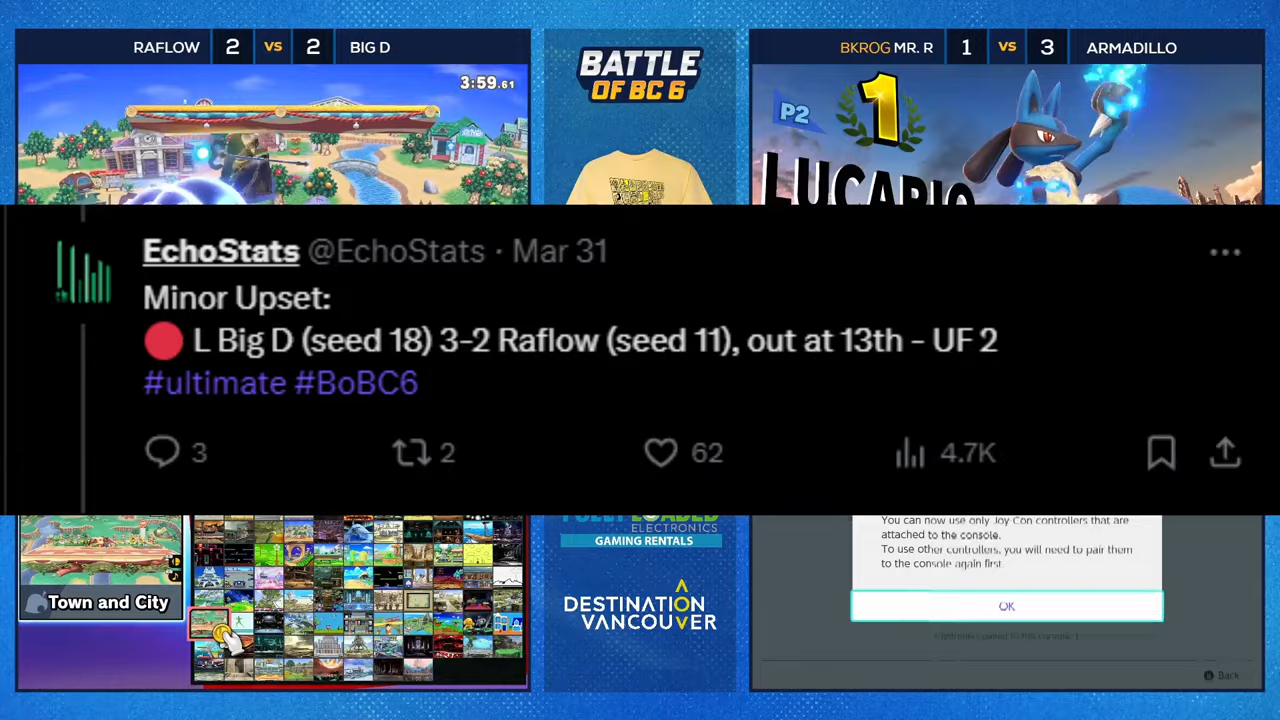 RAFLOW 2 VS 2 BIG D
BKROG MR. R 1 VS 3 ARMADILLO
3:59.61
BATTLE
OF BC 6
P2
1
LUCARIO
EchoStats @EchoStats · Mar 31
Minor Upset:
🔴 L Big D (seed 18) 3-2 Raflow (seed 11), out at 13th - UF 2
#ultimate #BoBC6
3 2 62 4.7K
Town and City
FULLY LOADED
ELECTRONICS
GAMING RENTALS
DESTINATION
VANCOUVER
You can now use only Joy Con controllers that are
attached to the console.
To use other controllers, you will need to pair them
to the console again first.
OK
Back